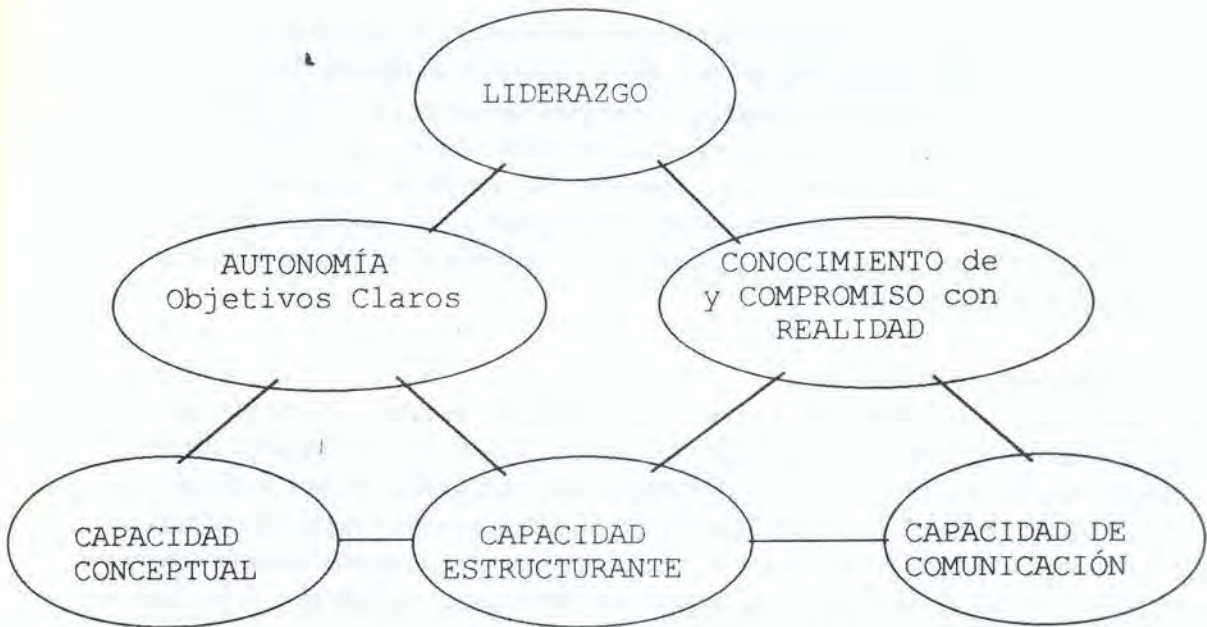 LIDERAZGO
AUTONOMÍA
Objetivos Claros
CONOCIMIENTO de
y COMPROMISO con
REALIDAD
CAPACIDAD
CONCEPTUAL
CAPACIDAD
ESTRUCTURANTE
CAPACIDAD DE
COMUNICACIÓN